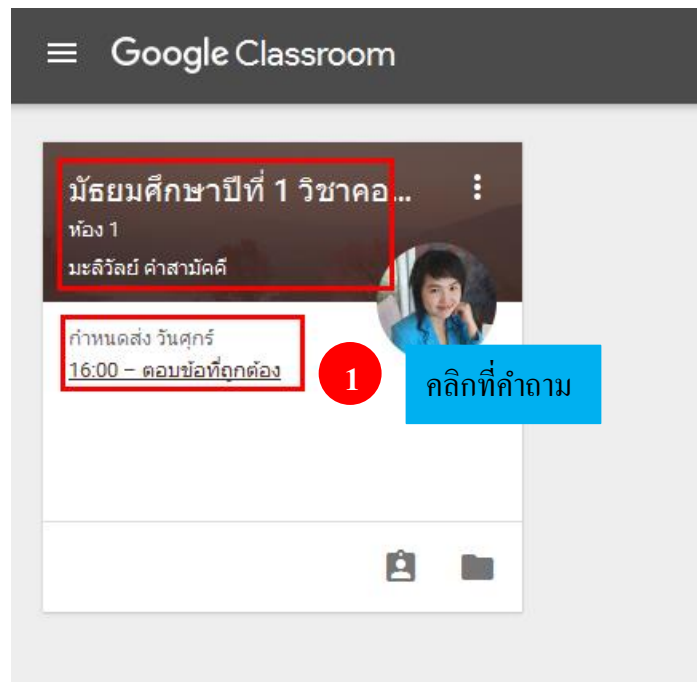 Google Classroom
มัธยมศึกษาปีที่ 1 วิชาคอ...
ห้อง 1
มะลิวัลย์ คำสามัคคี
กำหนดส่ง วันศุกร์
16:00 – ตอบข้อที่ถูกต้อง
1
คลิกที่คำถาม